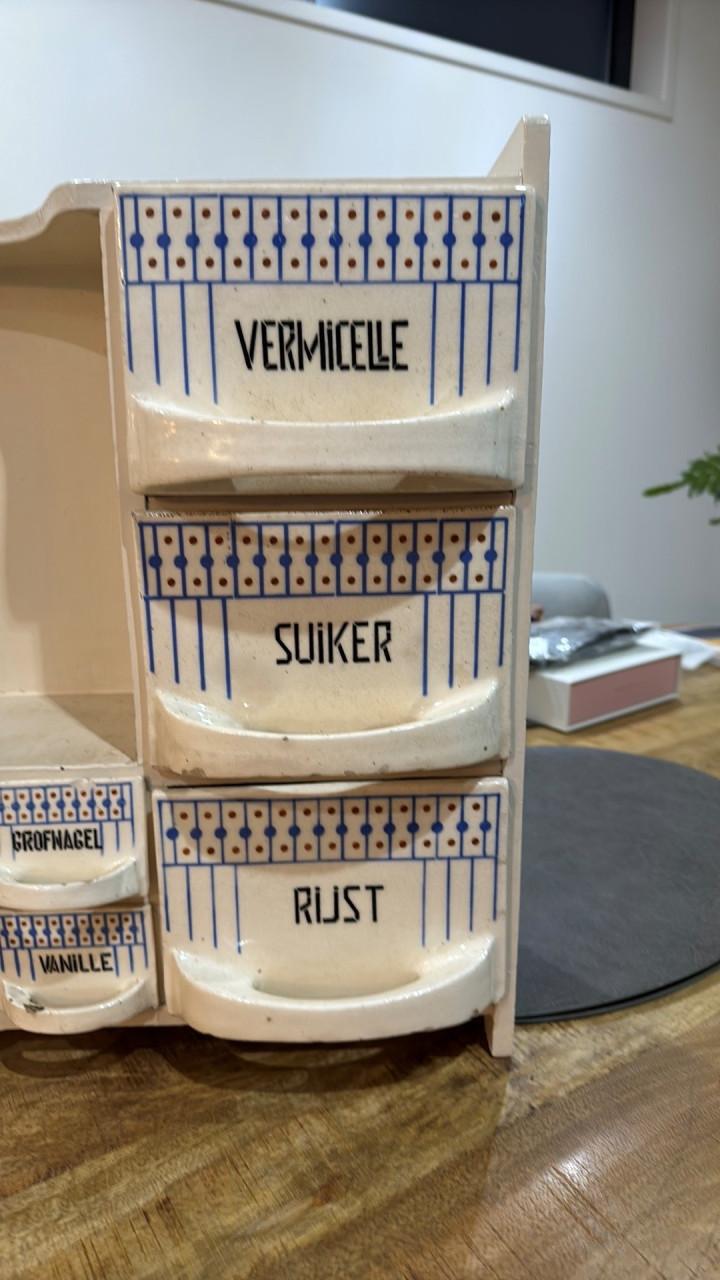 VERMiCELLE
SUiKER
RIJST
GROFNAGEL
VANiLLE